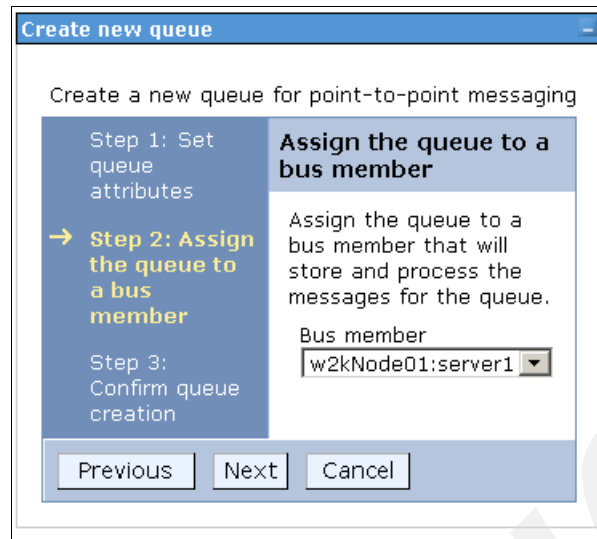 Create new queue
Create a new queue for point-to-point messaging
Step 1: Set
queue
attributes
Step 2: Assign
the queue to
a bus
member
Step 3:
Confirm queue
creation
Assign the queue to a
bus member
Assign the queue to a
bus member that will
store and process the
messages for the queue.
Bus member
w2kNode01:server1
Previous Next Cancel